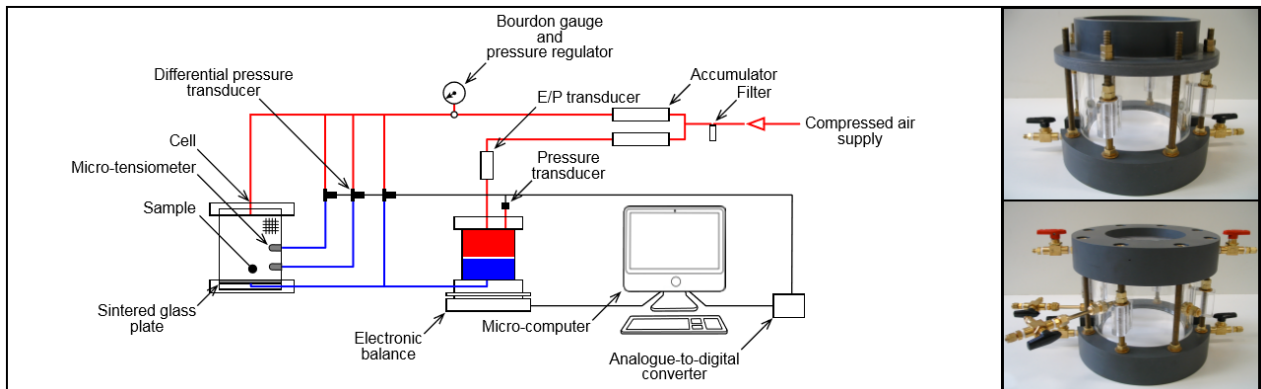 Bourdon gauge
and
pressure regulator
Differential pressure
transducer
E/P transducer
Accumulator
Filter
Compressed air
supply
Cell
Micro-tensiometer
Sample
Pressure
transducer
Sintered glass
plate
Electronic
balance
Micro-computer
Analogue-to-digital
converter